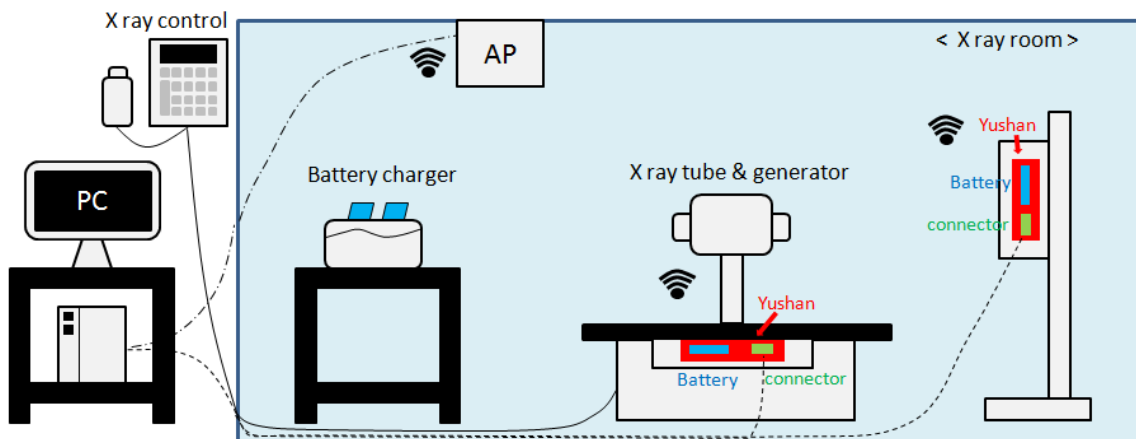 X ray control
AP
< X ray room >
Yushan
Battery
connector
PC
Battery charger
X ray tube & generator
Yushan
Battery
connector